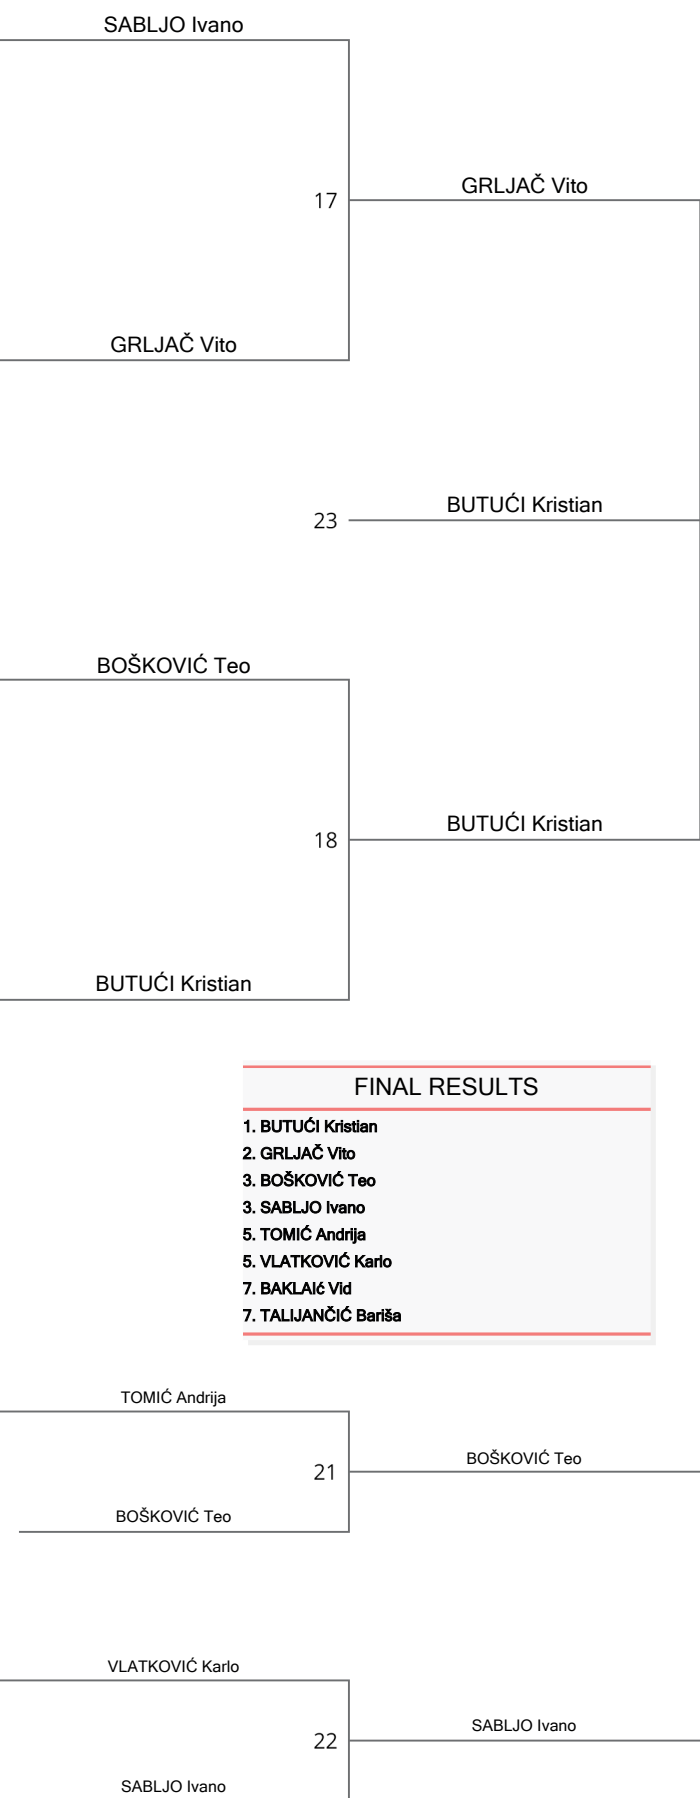 SABLJO Ivano
17
GRLJAČ Vito
GRLJAČ Vito
23
BUTUĆI Kristian
BOŠKOVIĆ Teo
18
BUTUĆI Kristian
BUTUĆI Kristian
FINAL RESULTS
1. BUTUĆI Kristian
2. GRLJAČ Vito
3. BOŠKOVIĆ Teo
3. SABLJO Ivano
5. TOMIĆ Andrija
5. VLATKOVIĆ Karlo
7. BAKLAIć Vid
7. TALIJANČIĆ Bariša
TOMIĆ Andrija
21
BOŠKOVIĆ Teo
BOŠKOVIĆ Teo
VLATKOVIĆ Karlo
22
SABLJO Ivano
SABLJO Ivano